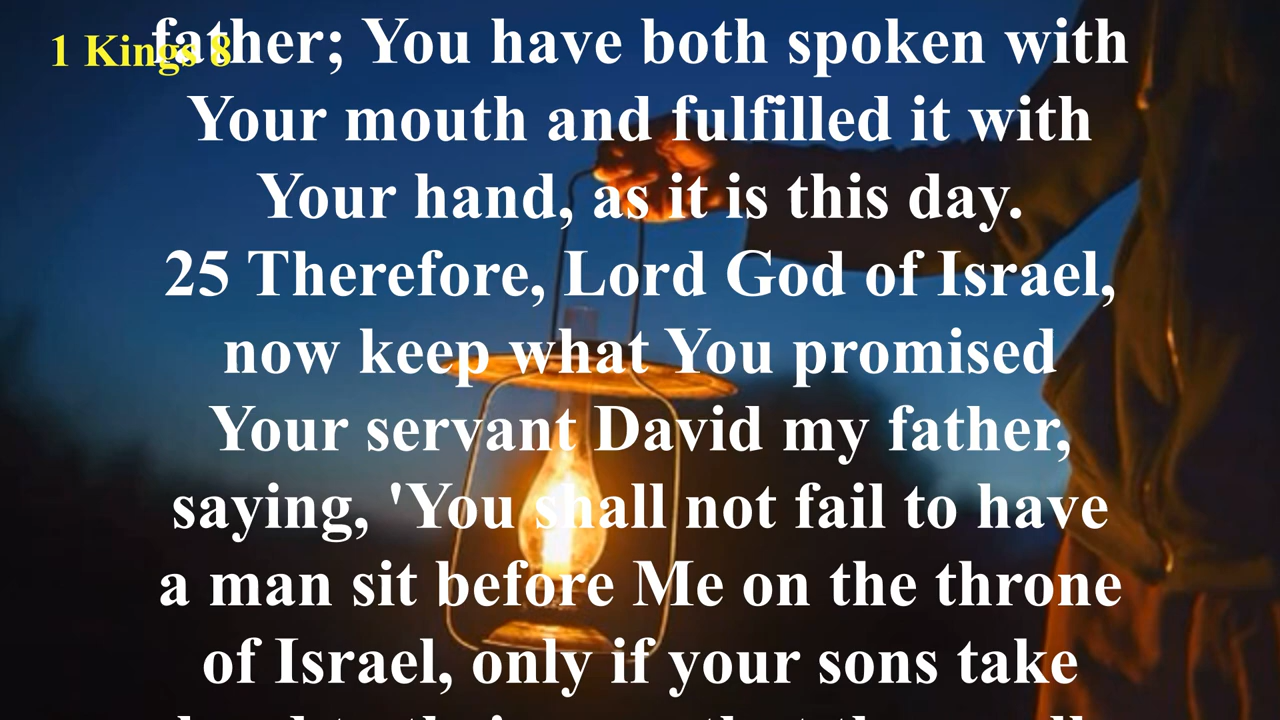 1 Kings 8
father; You have both spoken with
Your mouth and fulfilled it with
Your hand, as it is this day.
25 Therefore, Lord God of Israel,
now keep what You promised
Your servant David my father,
saying, 'You shall not fail to have
a man sit before Me on the throne
of Israel, only if your sons take